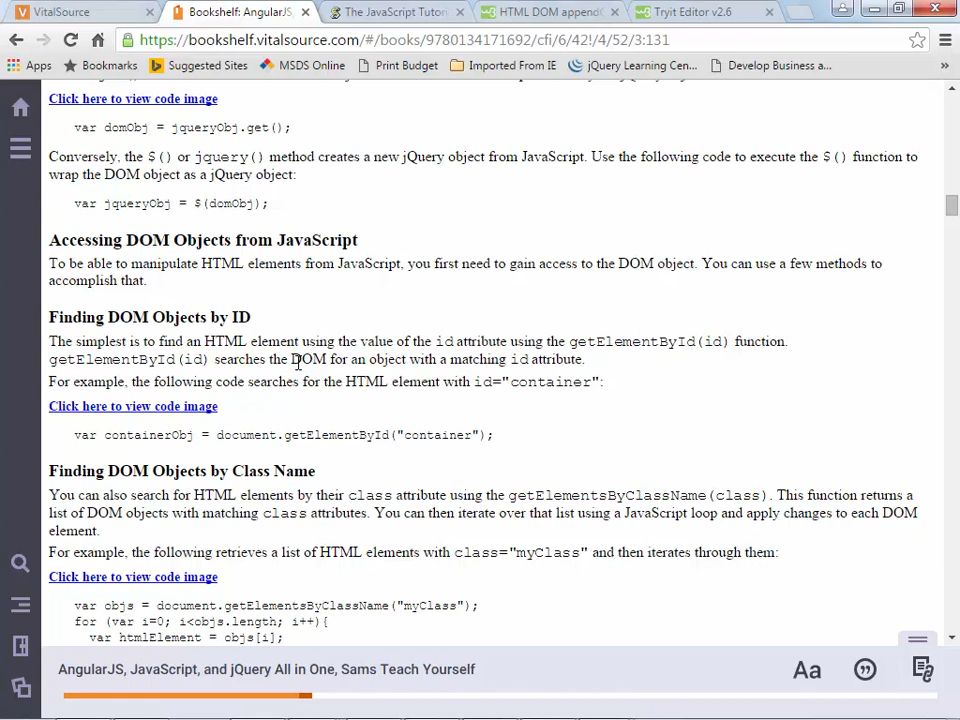 VitalSource
Bookshelf: AngularJS,
The JavaScript Tutori
HTML DOM appendC
Tryit Editor v2.6
https://bookshelf.vitalsource.com/#/books/9780134171692/cfi/6/42!/4/52/3:131
Apps Bookmarks Suggested Sites MSDS Online Print Budget Imported From IE jQuery Learning Cen... Develop Business a... »
Click here to view code image
var domObj = jqueryObj.get();
Conversely, the $() or jquery() method creates a new jQuery object from JavaScript. Use the following code to execute the $() function to
wrap the DOM object as a jQuery object:
var jqueryObj = $(domObj);
Accessing DOM Objects from JavaScript
To be able to manipulate HTML elements from JavaScript, you first need to gain access to the DOM object. You can use a few methods to
accomplish that.
Finding DOM Objects by ID
The simplest is to find an HTML element using the value of the id attribute using the getElementById(id) function.
getElementById(id) searches the DOM for an object with a matching id attribute.
For example, the following code searches for the HTML element with id="container":
Click here to view code image
var containerObj = document.getElementById("container");
Finding DOM Objects by Class Name
You can also search for HTML elements by their class attribute using the getElementsByClassName(class). This function returns a
list of DOM objects with matching class attributes. You can then iterate over that list using a JavaScript loop and apply changes to each DOM
element.
For example, the following retrieves a list of HTML elements with class="myClass" and then iterates through them:
Click here to view code image
var objs = document.getElementsByClassName("myClass");
for (var i=0; i<objs.length; i++){
var htmlElement = objs[i];
AngularJS, JavaScript, and jQuery All in One, Sams Teach Yourself
Aa